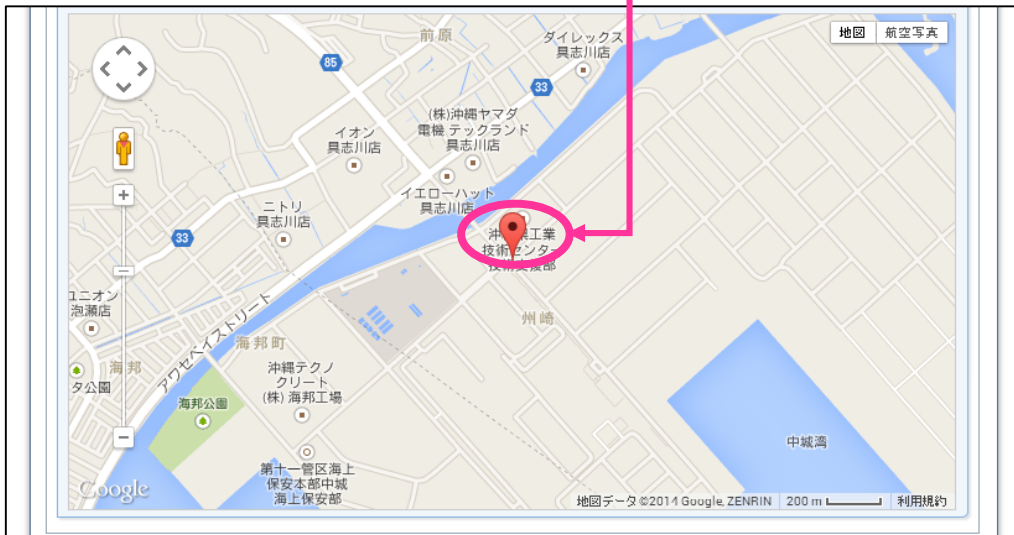 前原
ダイレックス
具志川店
地図
航空写真
85
33
(株)沖縄ヤマダ
電機 テックランド
具志川店
イオン
具志川店
イエローハット
具志川店
ニトリ
具志川店
33
技術センター
技術支援部
ユニオン
泡瀬店
アワセベイストリート
州崎
海邦町
海邦
タ公園
沖縄テクノ
クリート
(株) 海邦工場
海邦公園
中城湾
第十一管区海上
保安本部中城
海上保安部
Google
地図データ ©2014 Google, ZENRIN
200 m
利用規約